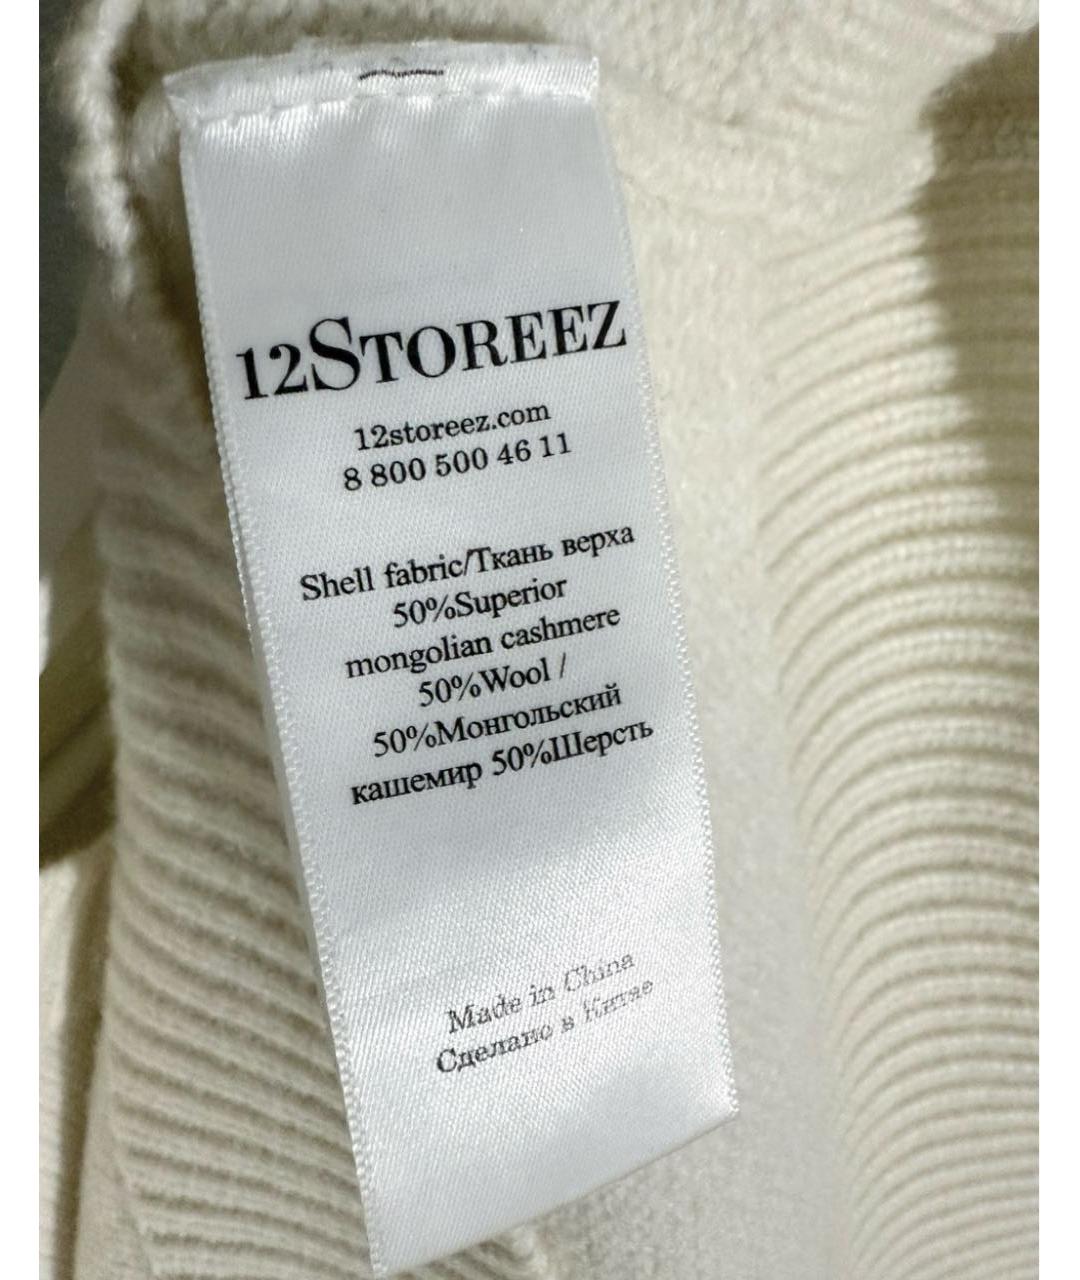 12STOREEZ
12storeez.com
8 800 500 46 11
Shell fabric/Ткань верха
50%Superior
mongolian cashmere
50%Wool /
50%Монгольский
кашемир 50%Шерсть
Made in China
Сделано в Китае